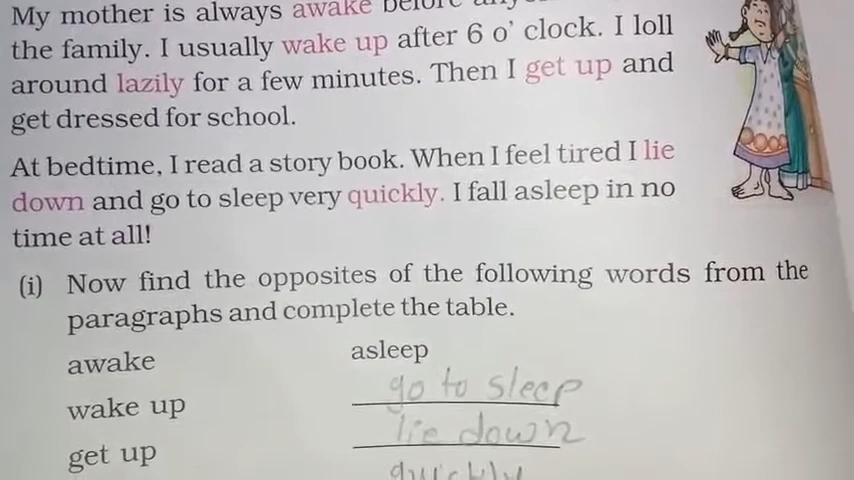 My mother is always awake before
the family. I usually wake up after 6 o' clock. I loll
around lazily for a few minutes. Then I get up and
get dressed for school.
At bedtime, I read a story book. When I feel tired I lie
down and go to sleep very quickly. I fall asleep in no
time at all!
(i) Now find the opposites of the following words from the
paragraphs and complete the table.
awake asleep
wake up go to sleep
get up lie down
quickly